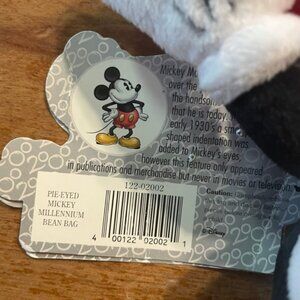 Mickey
over the
the handsom
that he is today
early 1930's a sm
shaped indentation was
added to Mickey's eyes,
however this feature only appeared
in publications and merchandise but never in movies or television.
122-02002
PIE-EYED
MICKEY
MILLENNIUM
BEAN BAG
4 00122 02002 1
Caution:
©Disney